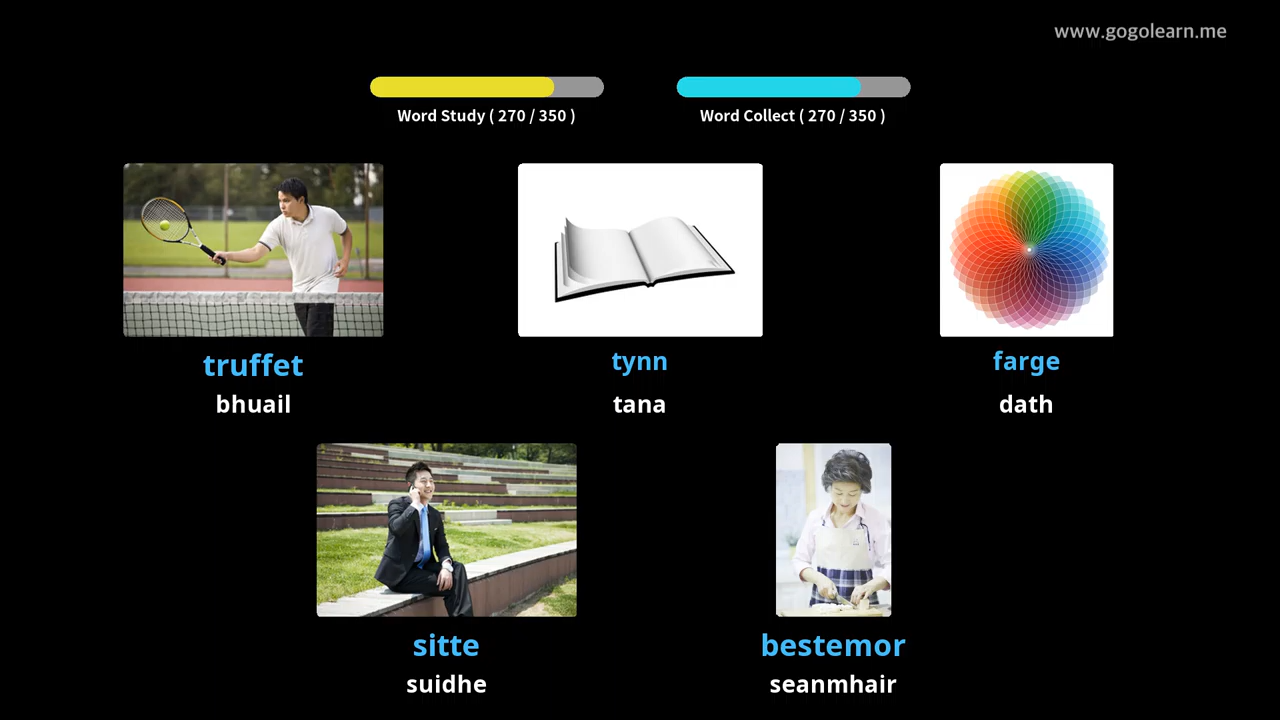 www.gogolearn.me
Word Study ( 270 / 350 )
Word Collect ( 270 / 350 )
truffet
bhuail
tynn
tana
farge
dath
sitte
suidhe
bestemor
seanmhair